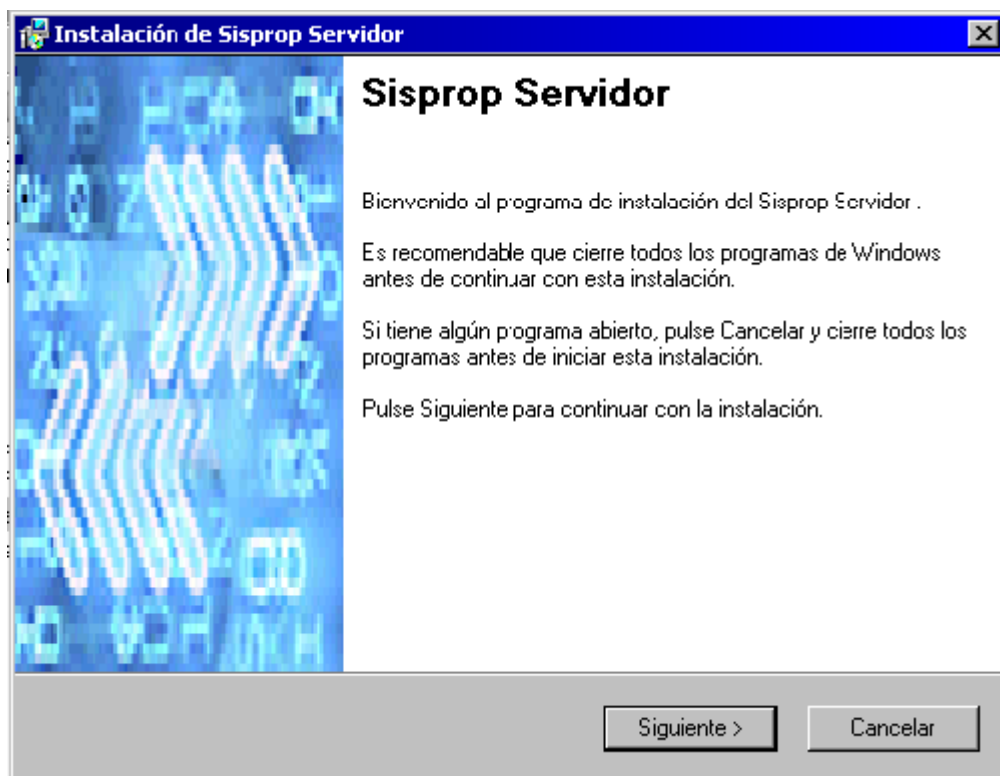 Instalación de Sisprop Servidor
Sisprop Servidor
Bienvenido al programa de instalación del Sisprop Servidor .
Es recomendable que cierre todos los programas de Windows
antes de continuar con esta instalación.
Si tiene algún programa abierto, pulse Cancelar y cierre todos los
programas antes de iniciar esta instalación.
Pulse Siguiente para continuar con la instalación.
Siguiente >
Cancelar